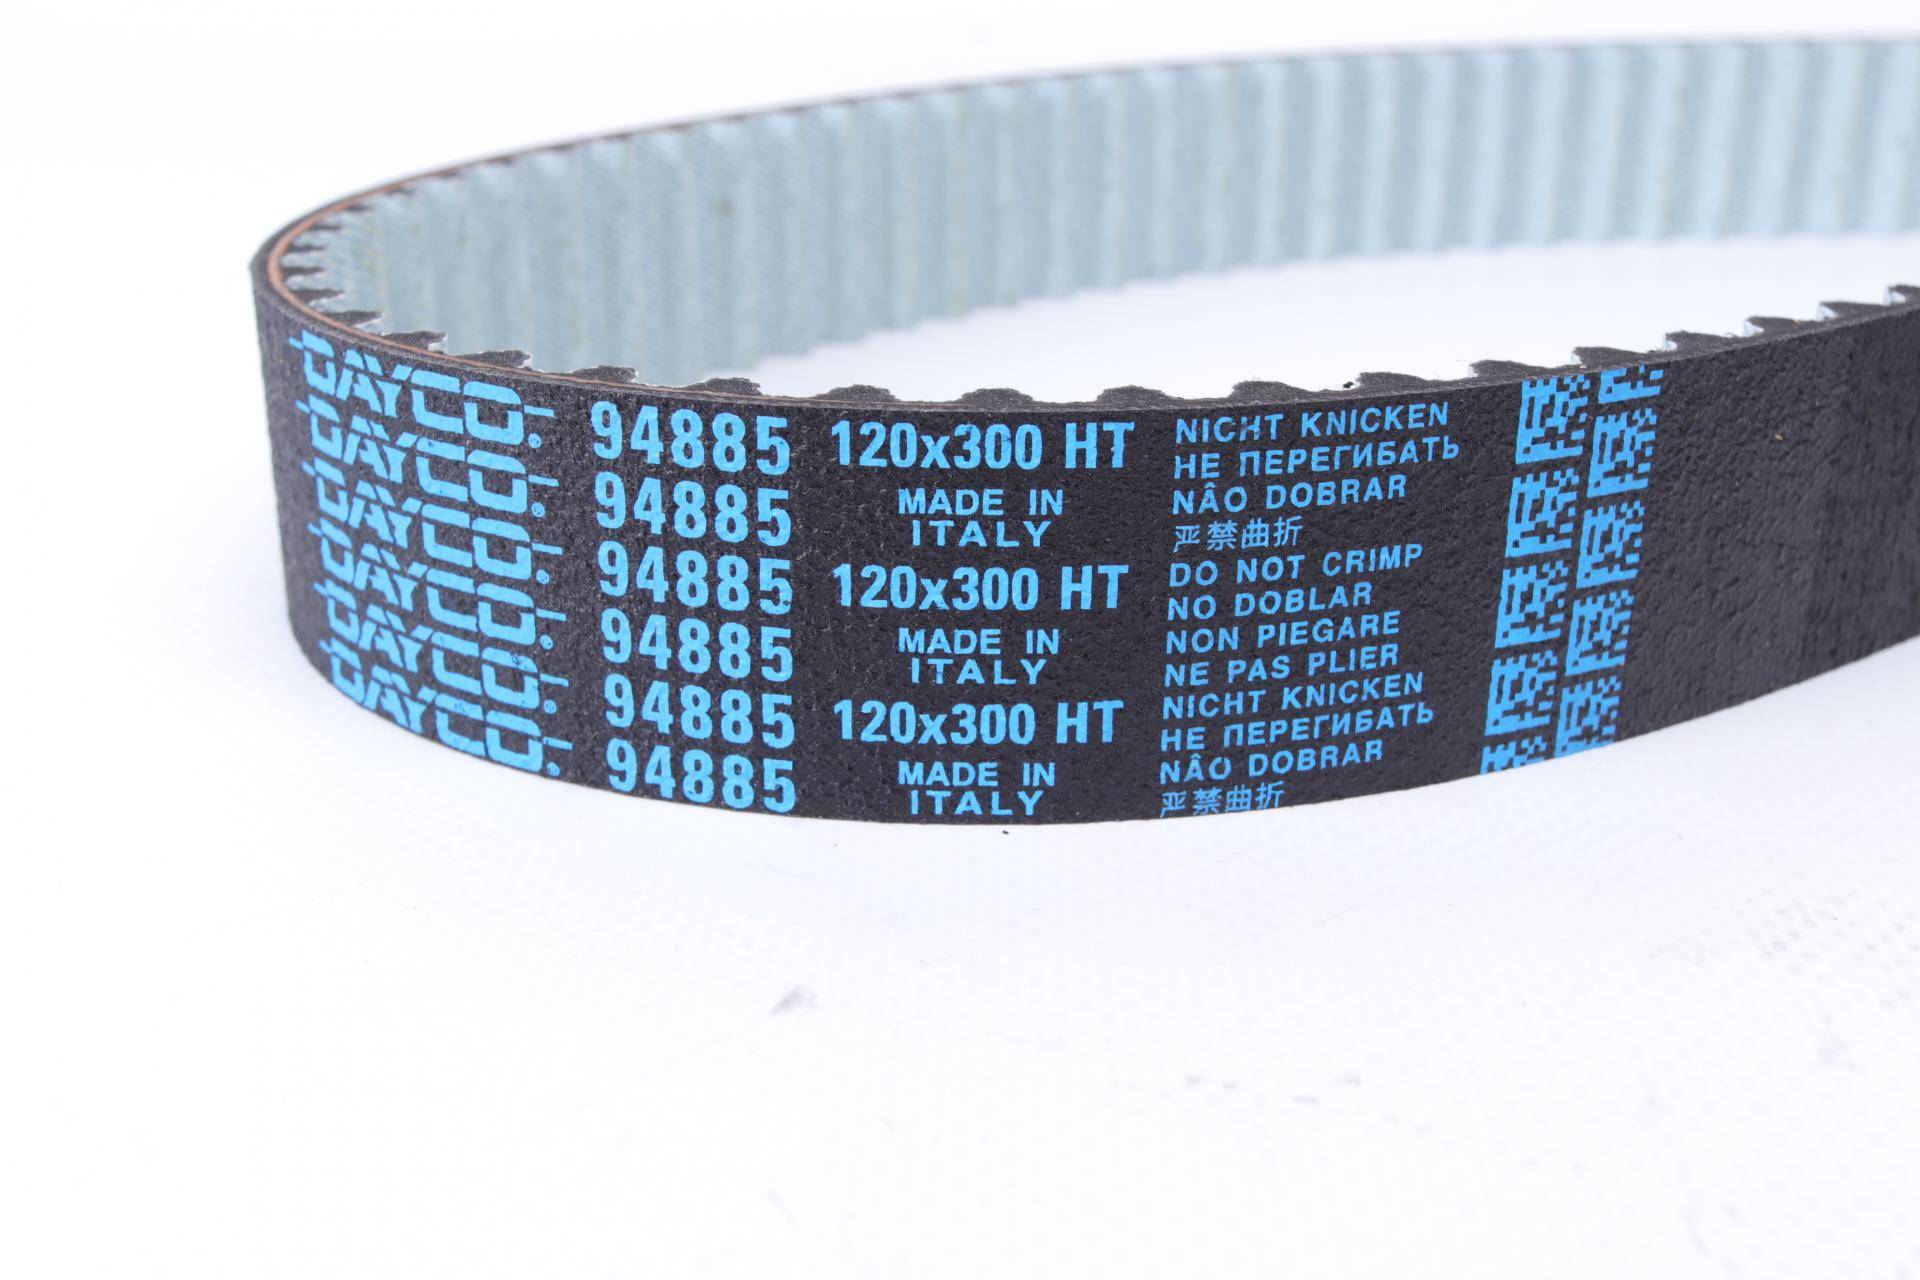 DAYCO.
DAYCO.
DAYCO.
DAYCO.
DAYCO.
DAYCO.
94885
94885
94885
94885
94885
94885
120x300 HT
MADE IN
ITALY
120x300 HT
MADE IN
ITALY
120x300 HT
MADE IN
ITALY
NICHT KNICKEN
НЕ ПЕРЕГИБАТЬ
NÂO DOBRAR
严禁曲折
DO NOT CRIMP
NO DOBLAR
NON PIEGARE
NE PAS PLIER
NICHT KNICKEN
НЕ ПЕРЕГИБАТЬ
NÂO DOBRAR
严禁曲折